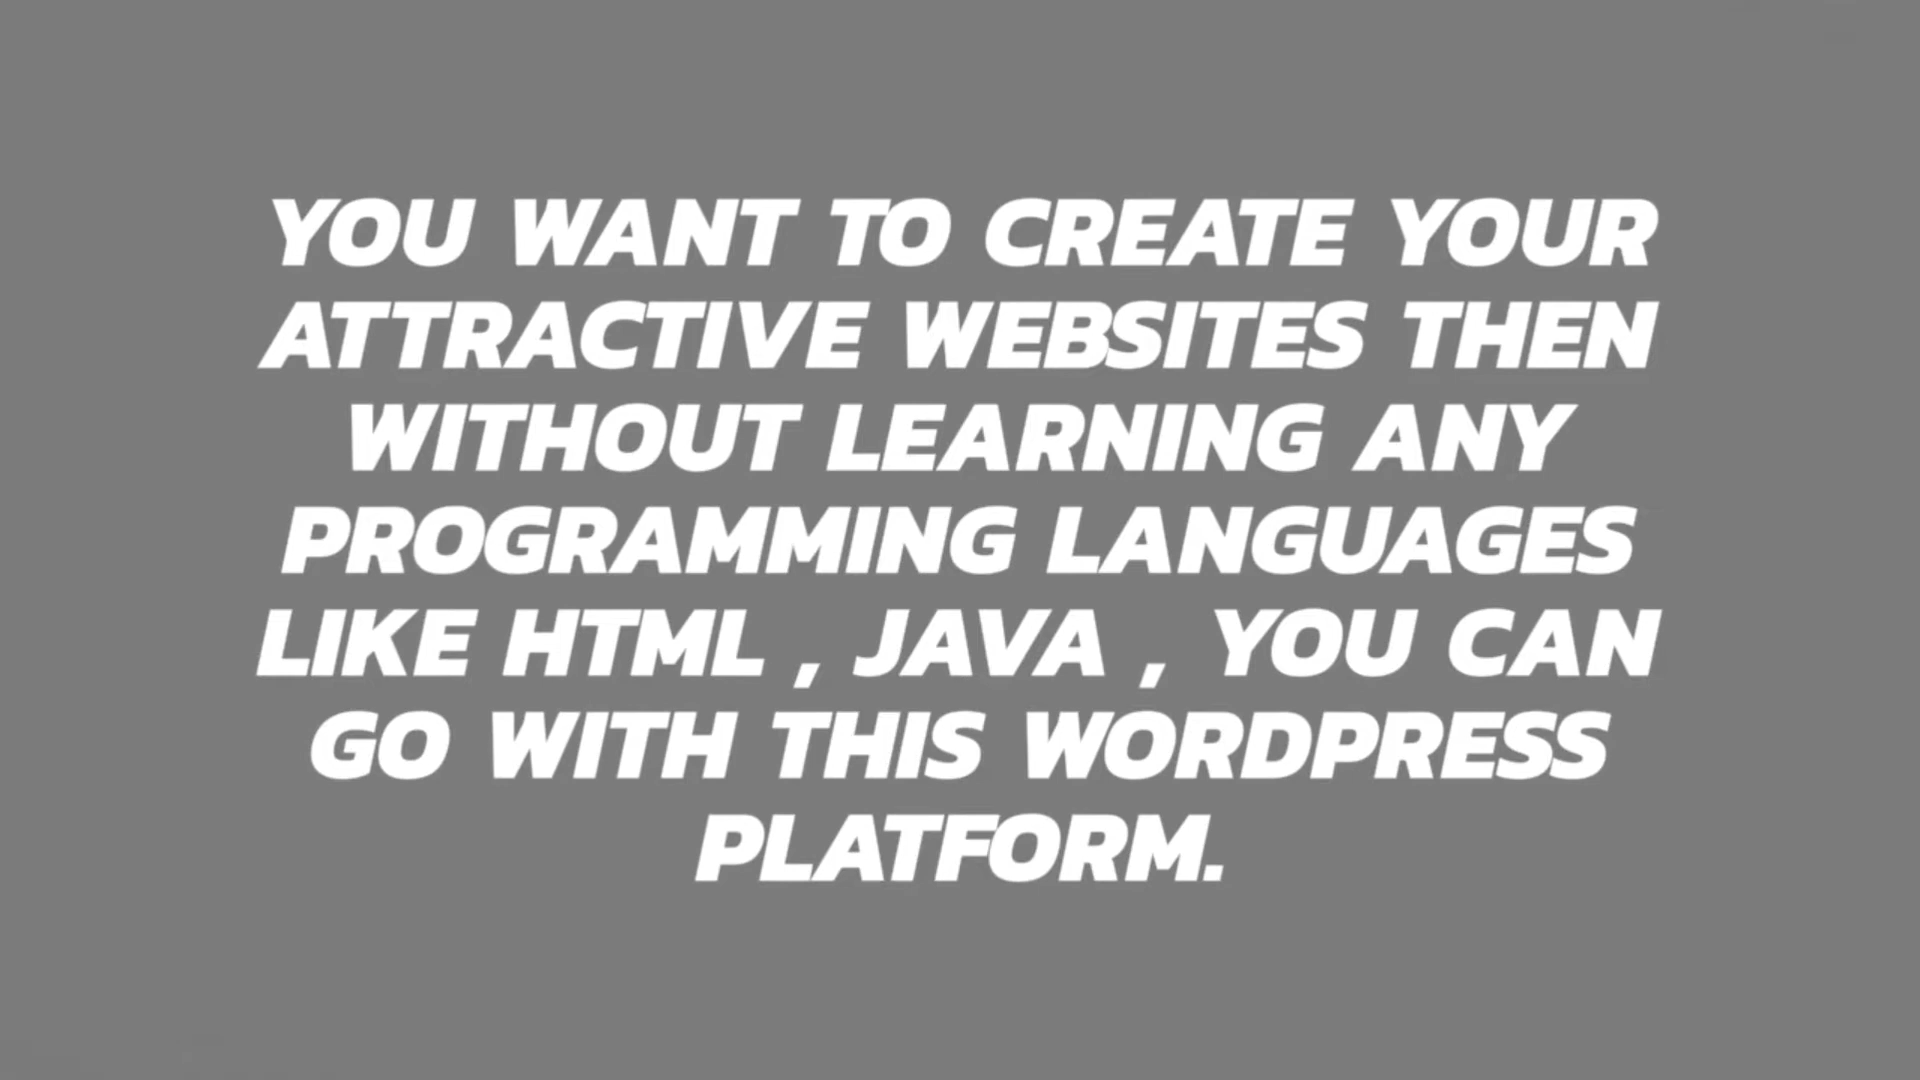 YOU WANT TO CREATE YOUR
ATTRACTIVE WEBSITES THEN
WITHOUT LEARNING ANY
PROGRAMMING LANGUAGES
LIKE HTML , JAVA , YOU CAN
GO WITH THIS WORDPRESS
PLATFORM.